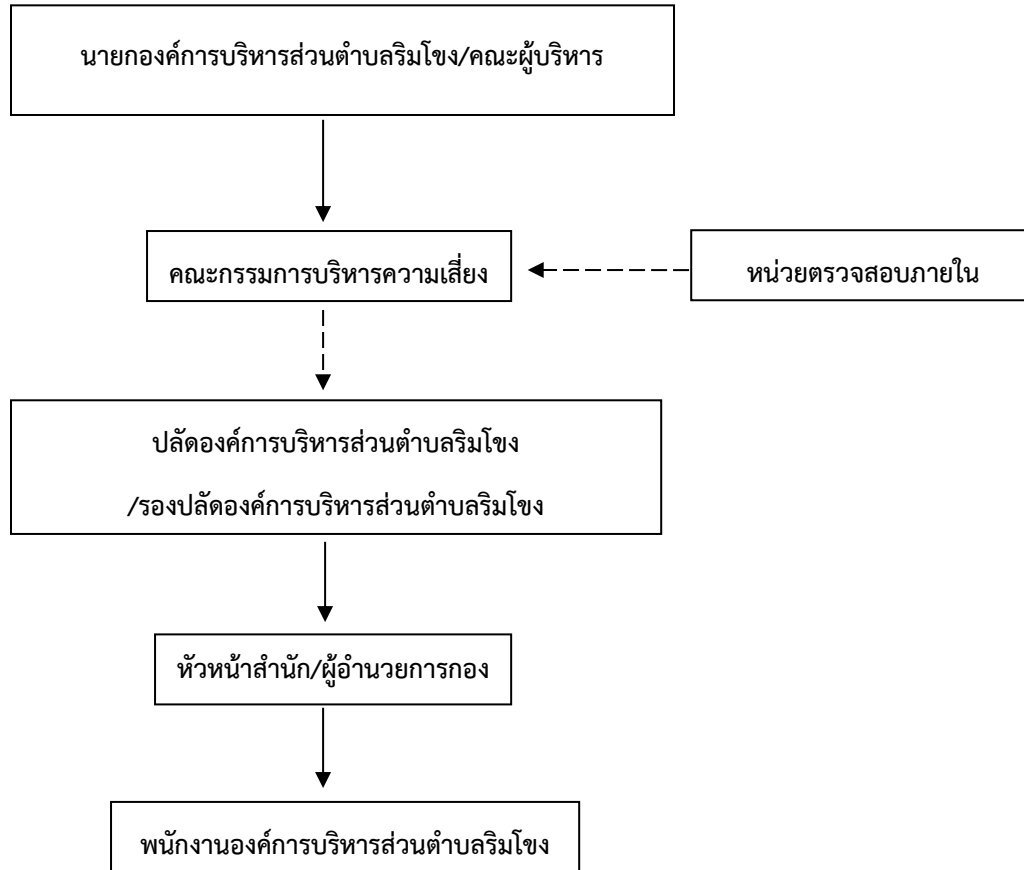 นายกองค์การบริหารส่วนตำบลริมโขง/คณะผู้บริหาร
คณะกรรมการบริหารความเสี่ยง
หน่วยตรวจสอบภายใน
ปลัดองค์การบริหารส่วนตำบลริมโขง
/รองปลัดองค์การบริหารส่วนตำบลริมโขง
หัวหน้าสำนัก/ผู้อำนวยการกอง
พนักงานองค์การบริหารส่วนตำบลริมโขง